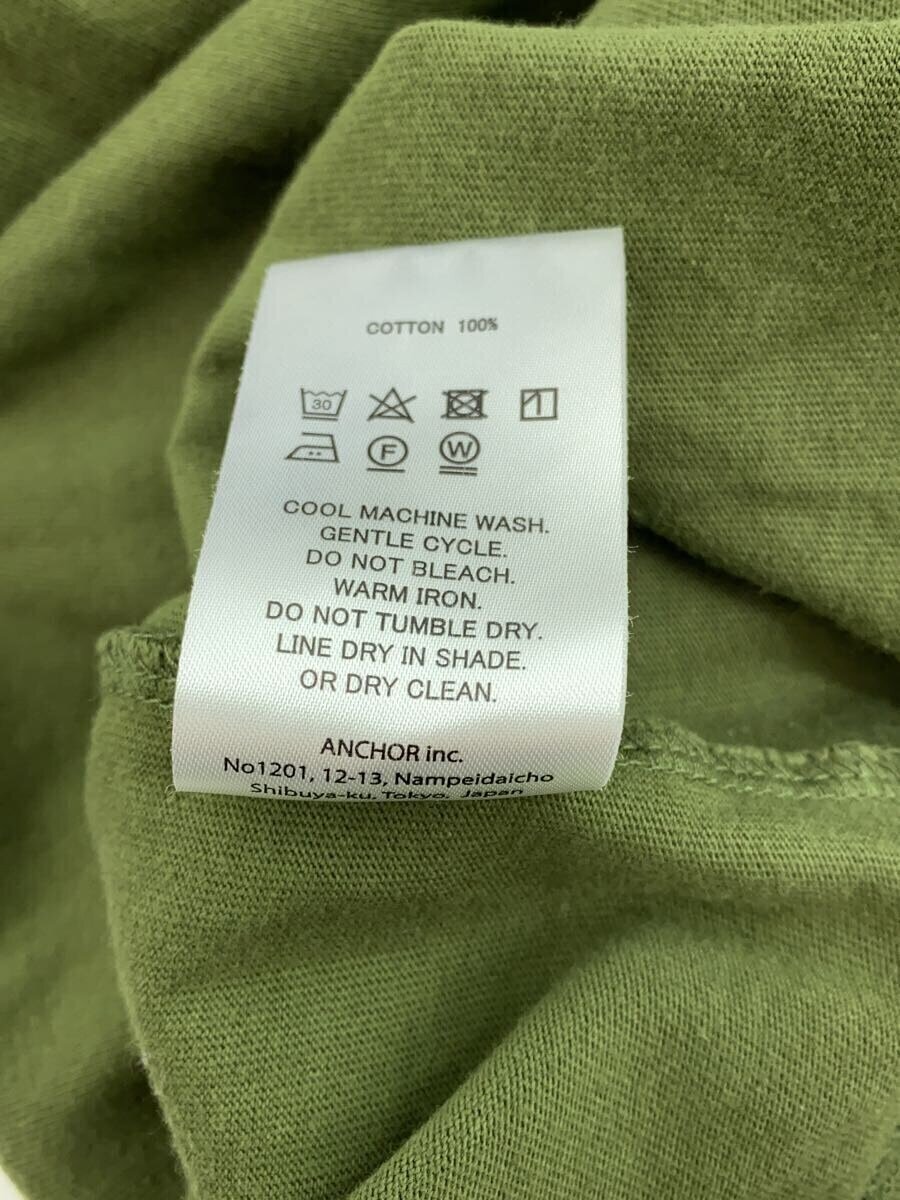 COTTON 100%
30
F W
COOL MACHINE WASH.
GENTLE CYCLE.
DO NOT BLEACH.
WARM IRON.
DO NOT TUMBLE DRY.
LINE DRY IN SHADE.
OR DRY CLEAN.
ANCHOR inc.
No1201, 12-13, Nampeidaicho
Shibuya-ku, Tokyo, Japan